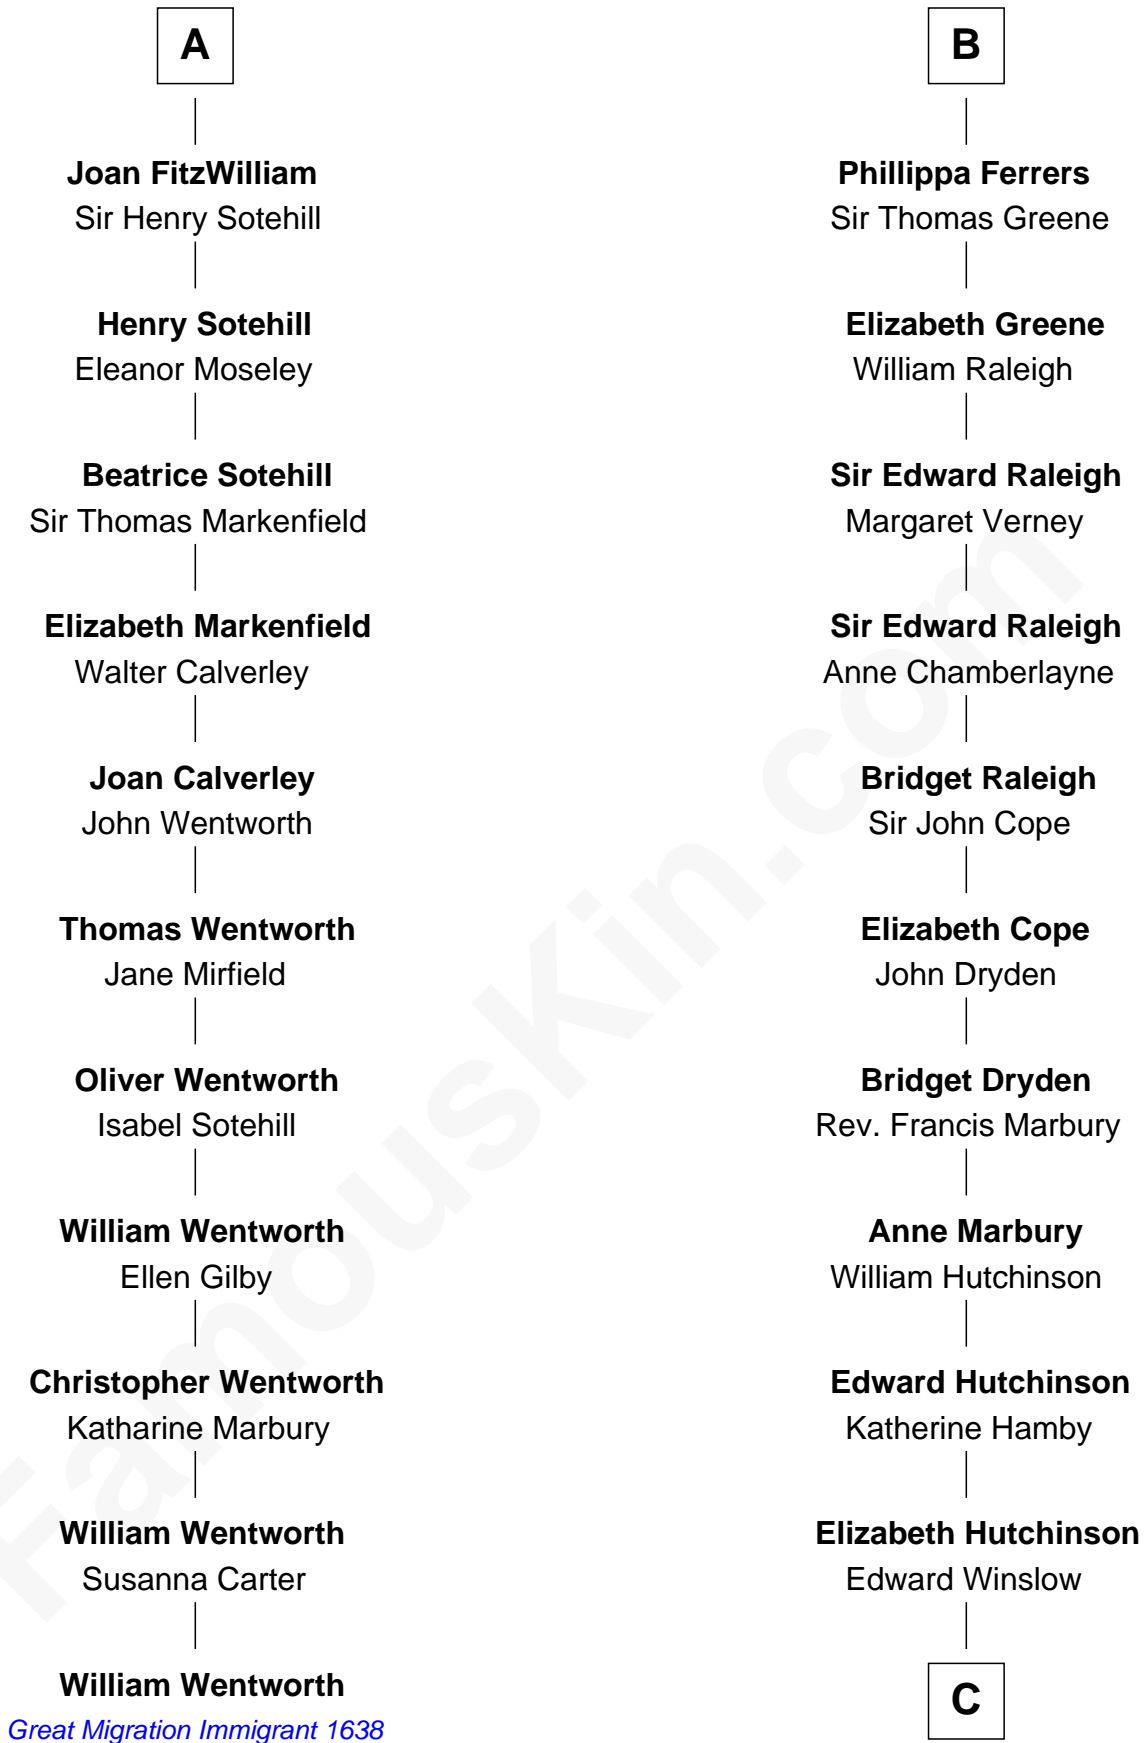 A
Joan FitzWilliam
Sir Henry Sotehill
Henry Sotehill
Eleanor Moseley
Beatrice Sotehill
Sir Thomas Markenfield
Elizabeth Markenfield
Walter Calverley
Joan Calverley
John Wentworth
Thomas Wentworth
Jane Mirfield
Oliver Wentworth
Isabel Sotehill
William Wentworth
Ellen Gilby
Christopher Wentworth
Katharine Marbury
William Wentworth
Susanna Carter
William Wentworth
Great Migration Immigrant 1638
B
Phillippa Ferrers
Sir Thomas Greene
Elizabeth Greene
William Raleigh
Sir Edward Raleigh
Margaret Verney
Sir Edward Raleigh
Anne Chamberlayne
Bridget Raleigh
Sir John Cope
Elizabeth Cope
John Dryden
Bridget Dryden
Rev. Francis Marbury
Anne Marbury
William Hutchinson
Edward Hutchinson
Katherine Hamby
Elizabeth Hutchinson
Edward Winslow
C
FamousKin.com